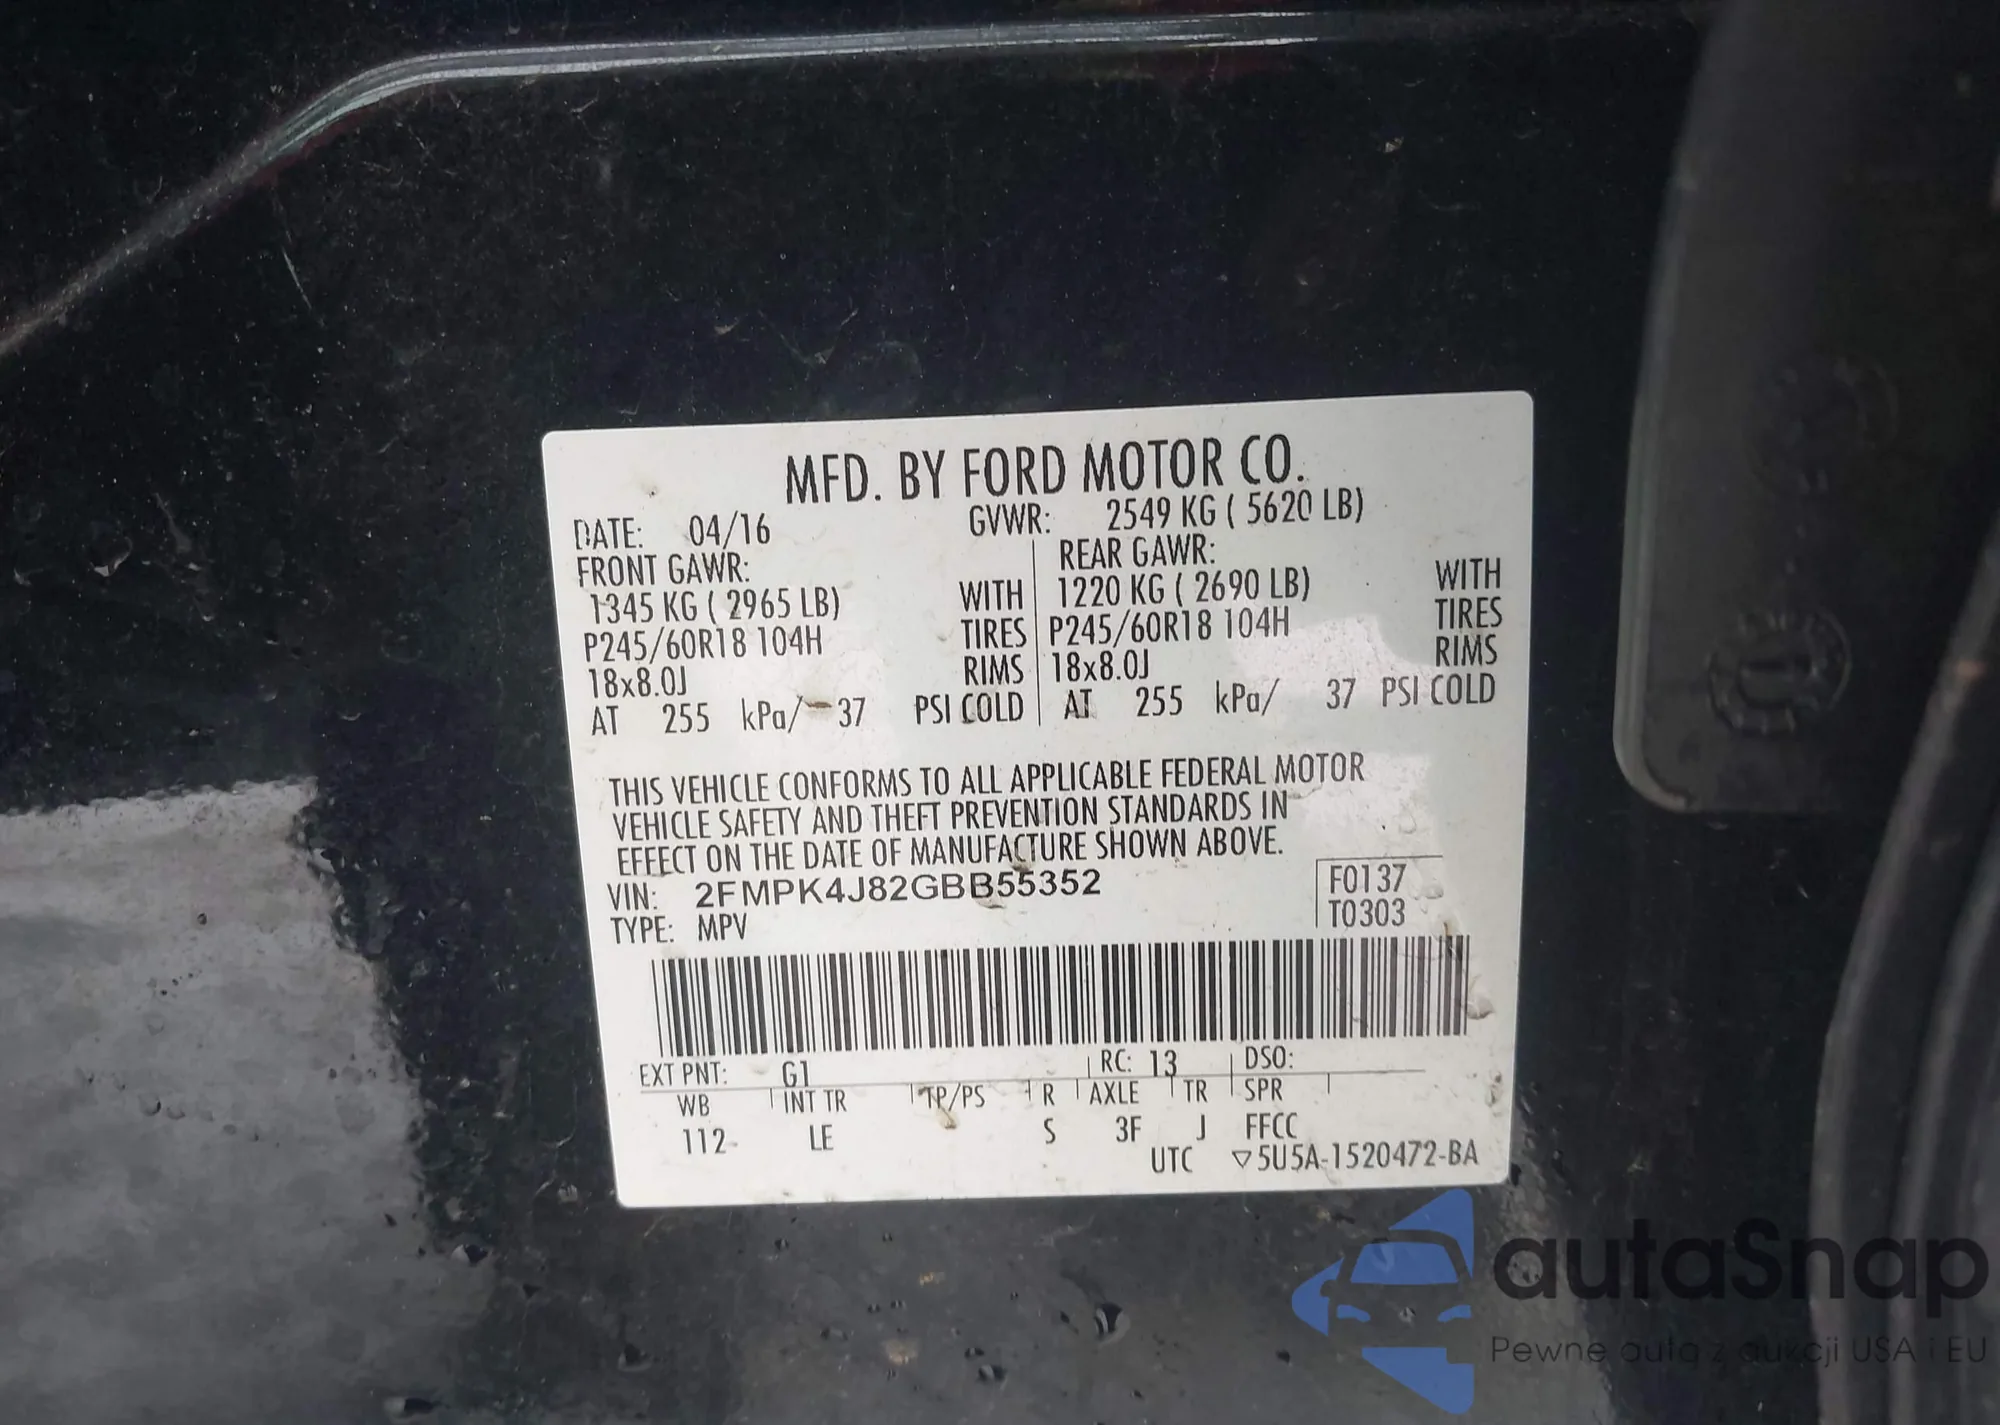 MFD. BY FORD MOTOR CO.
DATE: 04/16 GVWR: 2549 KG ( 5620 LB)
FRONT GAWR: REAR GAWR:
1345 KG ( 2965 LB) WITH 1220 KG ( 2690 LB) WITH
P245/60R18 104H TIRES P245/60R18 104H TIRES
18x8.0J RIMS 18x8.0J RIMS
AT 255 kPa/ 37 PSI COLD AT 255 kPa/ 37 PSI COLD
THIS VEHICLE CONFORMS TO ALL APPLICABLE FEDERAL MOTOR
VEHICLE SAFETY AND THEFT PREVENTION STANDARDS IN
EFFECT ON THE DATE OF MANUFACTURE SHOWN ABOVE.
VIN: 2FMPK4J82GBB55352 F0137
TYPE: MPV T0303
EXT PNT: G1 RC: 13 DSO:
WB INT TR TP/PS R AXLE TR SPR
112 LE S 3F J FFCC
UTC ▽5U5A-1520472-BA
autaSnap
Pewne auta z aukcji USA i EU